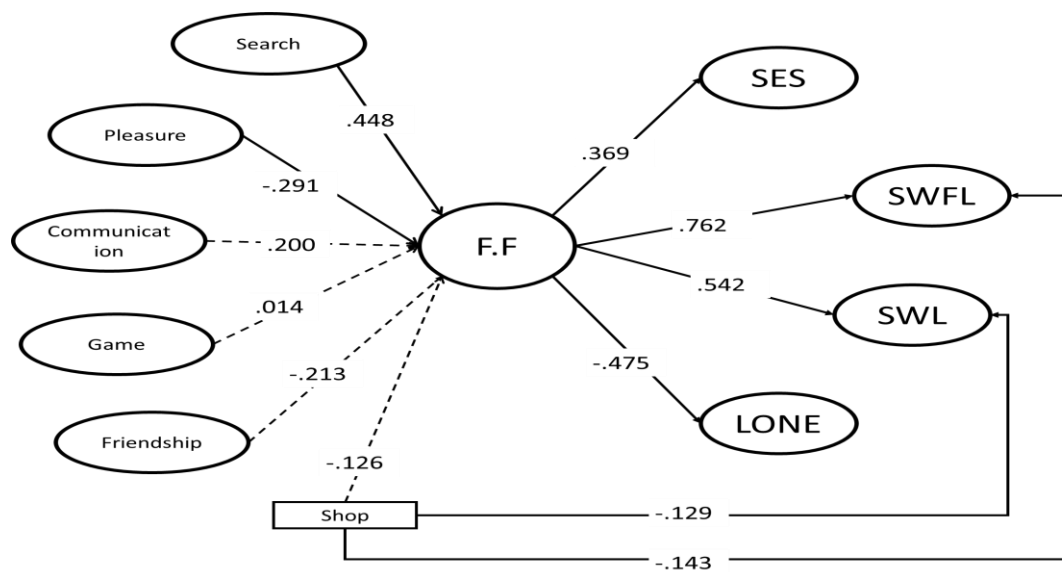 Search
SES
.448
Pleasure
.369
-.291
SWFL
.762
Communicat
ion
.200
F.F
.014
.542
SWL
Game
-.213
-.475
LONE
Friendship
-.126
Shop
-.129
-.143